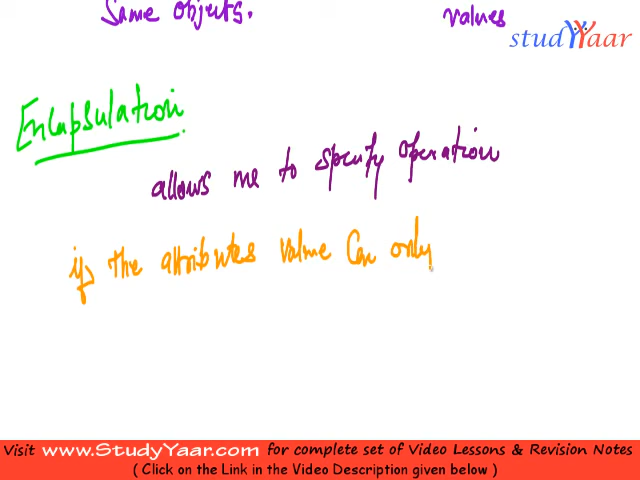 Same objects. values
studYYaar
Encapsulation
allows me to specify operation
if the attributes value can only
Visit www.StudyYaar.com for complete set of Video Lessons & Revision Notes
( Click on the Link in the Video Description given below )